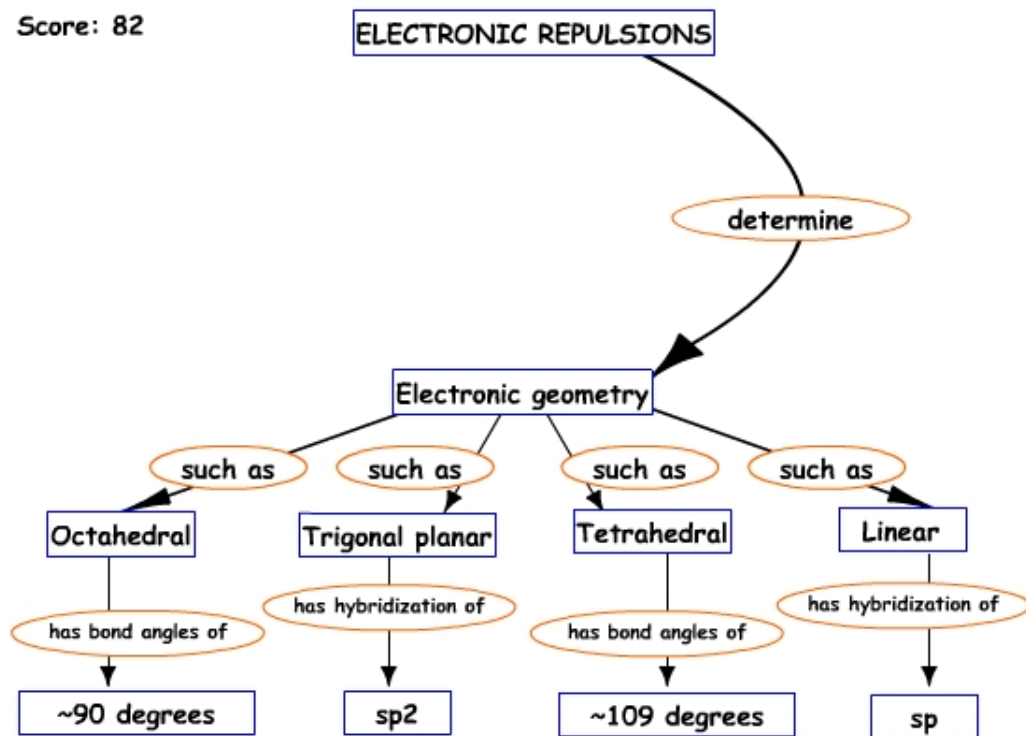 Score: 82
ELECTRONIC REPULSIONS
determine
Electronic geometry
such as
such as
such as
such as
Octahedral
Trigonal planar
Tetrahedral
Linear
has bond angles of
has hybridization of
has bond angles of
has hybridization of
~90 degrees
sp2
~109 degrees
sp